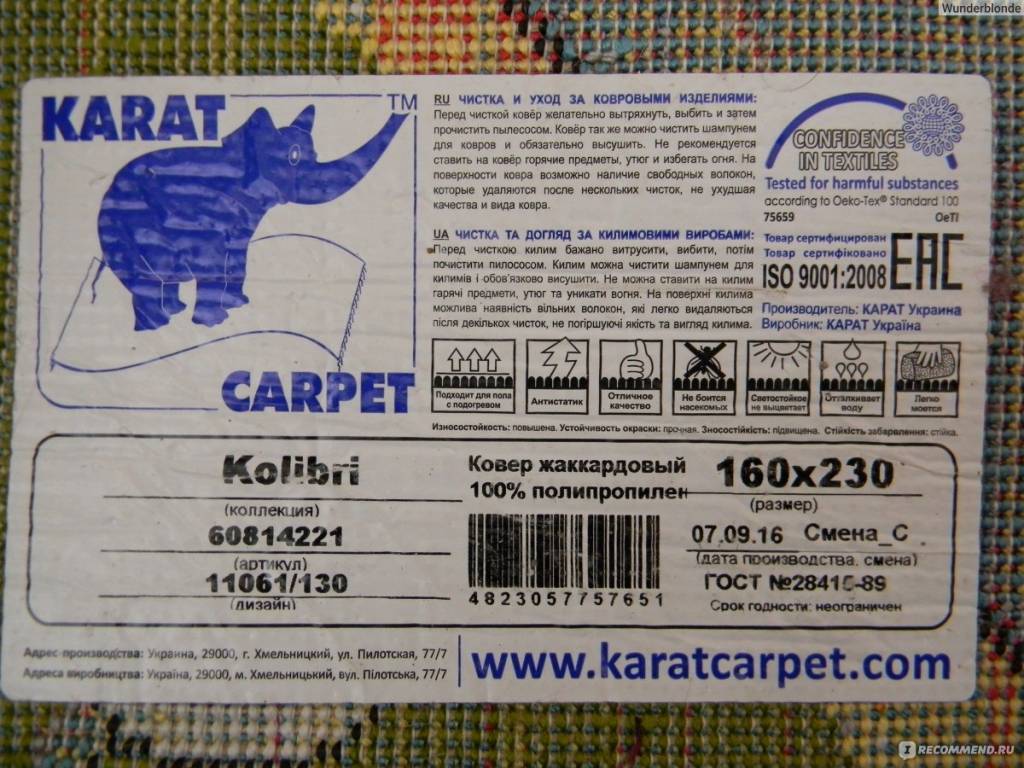 Wunderblonde
KARAT TM
CARPET
RU ЧИСТКА И УХОД ЗА КОВРОВЫМИ ИЗДЕЛИЯМИ:
Перед чисткой ковёр желательно вытряхнуть, выбить и затем
прочистить пылесосом. Ковёр так же можно чистить шампунем
для ковров и обязательно высушить. Не рекомендуется
ставить на ковёр горячие предметы, утюг и избегать огня. На
поверхности ковра возможно наличие свободных волокон,
которые удаляются после нескольких чисток, не ухудшая
качества и вида ковра.
UA ЧИСТКА ТА ДОГЛЯД ЗА КИЛИМОВИМИ ВИРОБАМИ:
Перед чисткою килим бажано витрусити, вибити, потім
почистити пилососом. Килим можна чистити шампунем для
килимів і обов'язково висушити. Не можна ставити на килим
гарячі предмети, утюг та уникати вогня. На поверхні килима
можлива наявність вільних волокон, які легко видаляються
після декількох чисток, не погіршуючі якість та вигляд килима.
CONFIDENCE
IN TEXTILES
Tested for harmful substances
according to Oeko-Tex® Standard 100
75659 OeTI
Товар сертифицирован
Товар сертифіковано
ISO 9001:2008
EAC
Производитель: КАРАТ Украина
Виробник: КАРАТ Україна
Подходит для пола
с подогревом
Антистатик
Отличное
качество
Не боится
насекомых
Светостойкое
не выцветает
Отталкивает
воду
Легко
моется
Износостойкость: повышена. Устойчивость окраски: прочная. Зносостійкість: підвищена. Стійкість забарвлення: стійка.
Kolibri
(коллекция)
60814221
(артикул)
11061/130
(дизайн)
Ковер жаккардовый
100% полипропилен
4823057757651
160x230
(размер)
07.09.16 Смена_С
(дата производства, смена)
ГОСТ №28415-89
Срок годности: неограничен
Адрес производства: Украина, 29000, г. Хмельницкий, ул. Пилотская, 77/7
Адреса виробництва: Україна, 29000, м. Хмельницький, вул. Пілотська, 77/7
www.karatcarpet.com
I RECOMMEND.RU